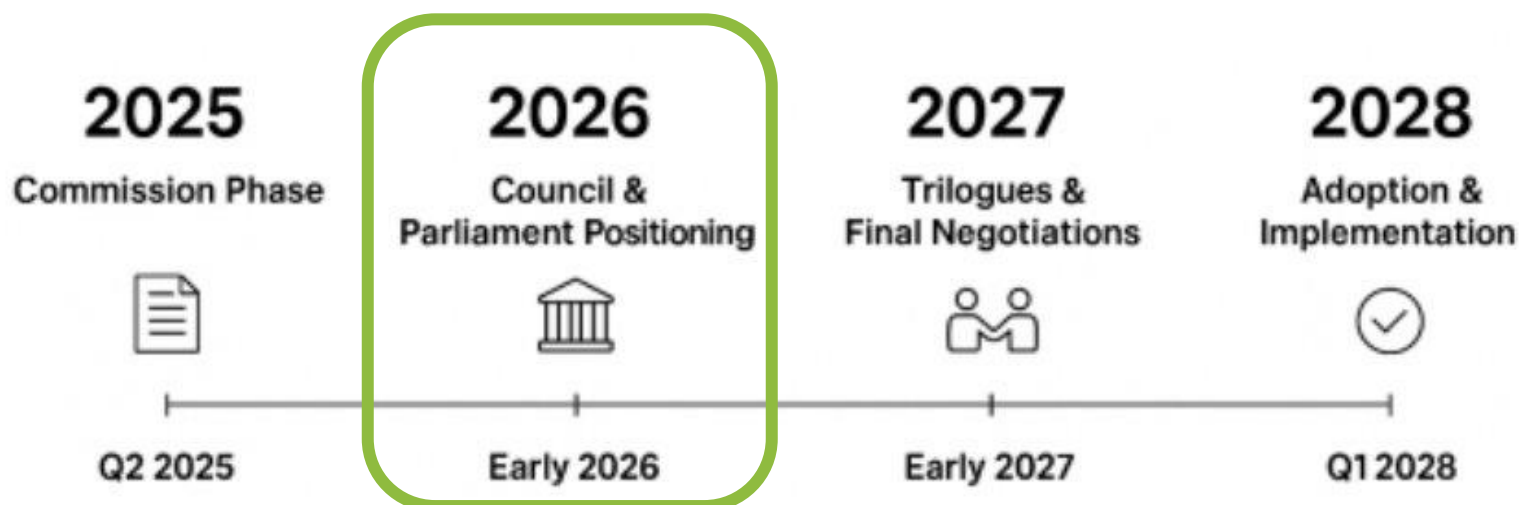 2025
Commission Phase
Q2 2025
2026
Council &
Parliament Positioning
Early 2026
2027
Trilogues &
Final Negotiations
Early 2027
2028
Adoption &
Implementation
Q1 2028